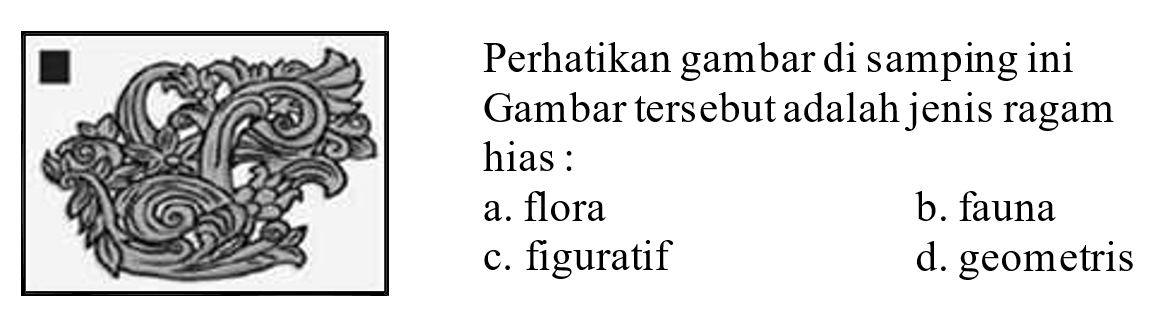 Perhatikan gambar di samping ini
Gambar tersebut adalah jenis ragam
hias :
a. flora b. fauna
c. figuratif d. geometris